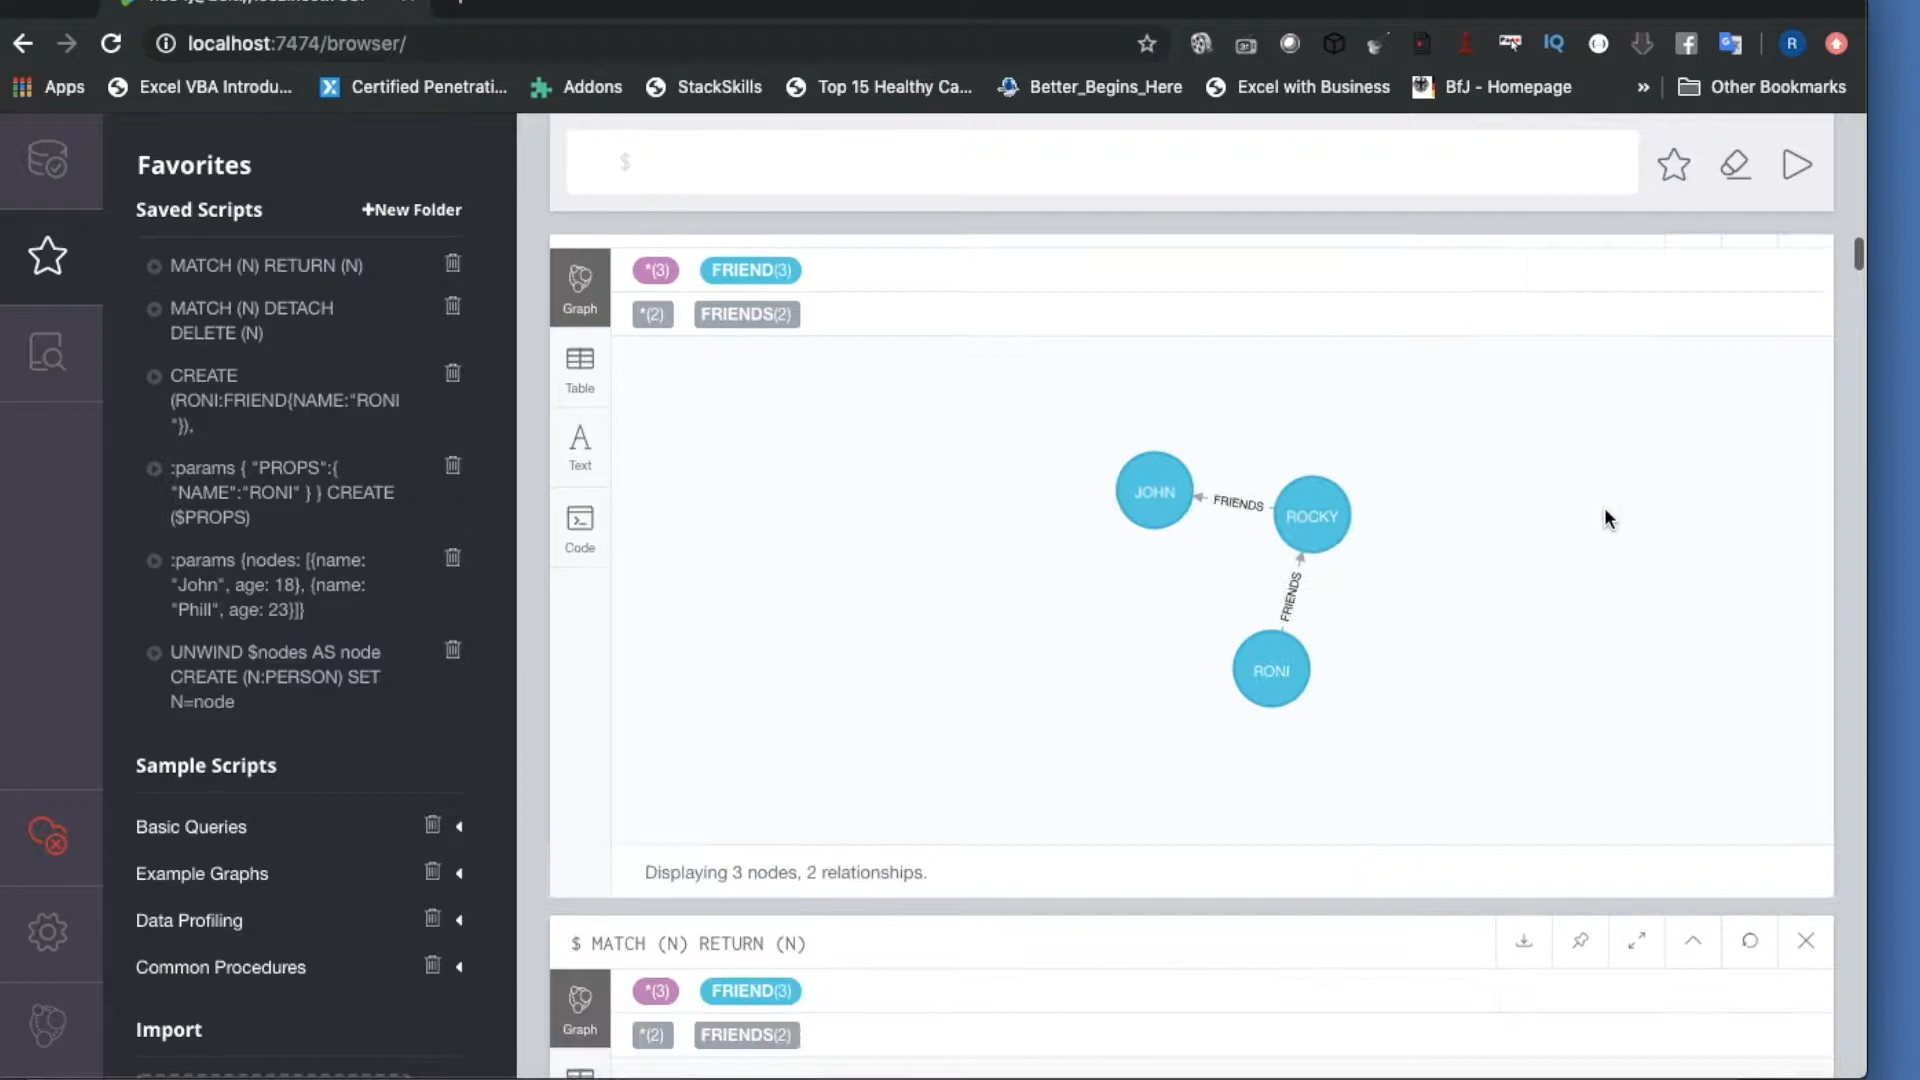 localhost:7474/browser/
R
Apps
Excel VBA Introdu...
Certified Penetrati...
Addons
StackSkills
Top 15 Healthy Ca...
Better_Begins_Here
Excel with Business
BfJ - Homepage
»
Other Bookmarks
Favorites
Saved Scripts
+New Folder
MATCH (N) RETURN (N)
MATCH (N) DETACH
DELETE (N)
CREATE
(RONI:FRIEND{NAME:"RONI
"}),
:params { "PROPS":{
"NAME":"RONI" } } CREATE
($PROPS)
:params {nodes: [{name:
"John", age: 18}, {name:
"Phill", age: 23}]}
UNWIND $nodes AS node
CREATE (N:PERSON) SET
N=node
Sample Scripts
Basic Queries
Example Graphs
Data Profiling
Common Procedures
Import
$
Graph
Table
Text
Code
*(3)
FRIEND(3)
*(2)
FRIENDS(2)
JOHN
FRIENDS
ROCKY
FRIENDS
RONI
Displaying 3 nodes, 2 relationships.
$ MATCH (N) RETURN (N)
Graph
*(3)
FRIEND(3)
*(2)
FRIENDS(2)